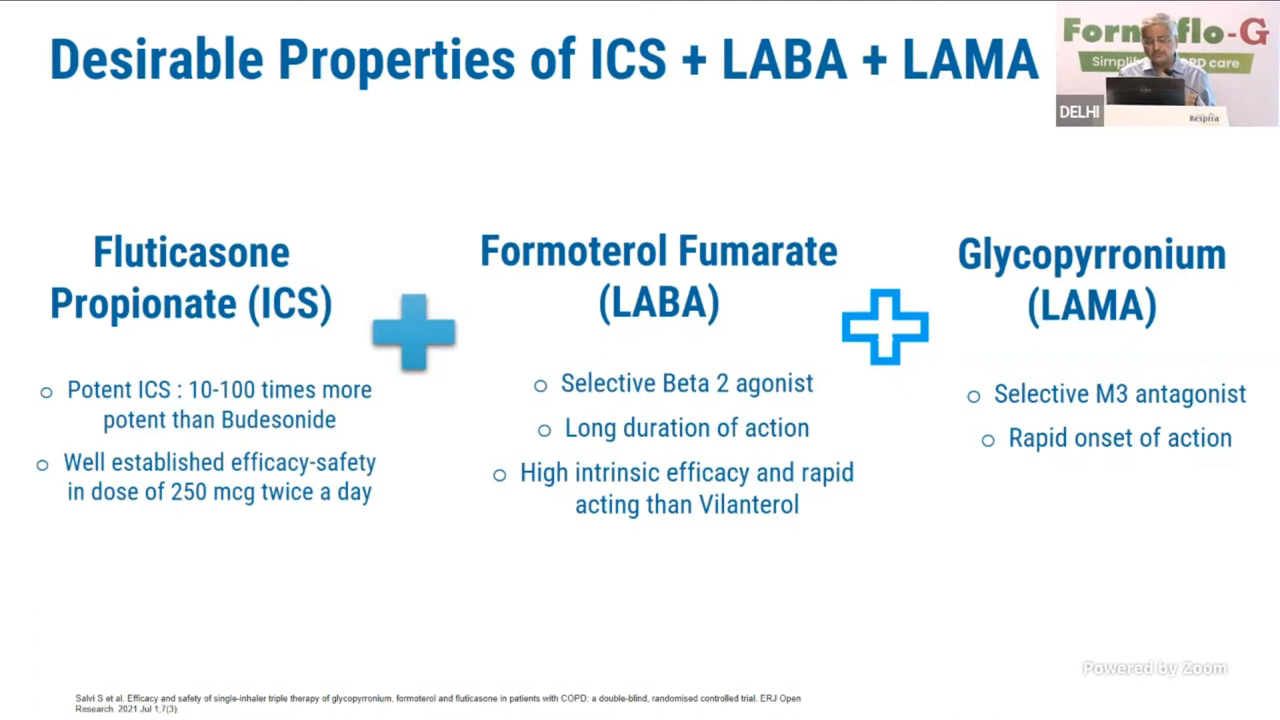 Desirable Properties of ICS + LABA + LAMA
-G
Simpli
PD care
DELHI
Respira
Fluticasone
Propionate (ICS)
Potent ICS : 10-100 times more
potent than Budesonide
Well established efficacy-safety
in dose of 250 mcg twice a day
Formoterol Fumarate
(LABA)
Selective Beta 2 agonist
Long duration of action
High intrinsic efficacy and rapid
acting than Vilanterol
Glycopyrronium
(LAMA)
Selective M3 antagonist
Rapid onset of action
Powered by Zoom
Salvi S et al. Efficacy and safety of single-inhaler triple therapy of glycopyrronium, formoterol and fluticasone in patients with COPD: a double-blind, randomised controlled trial. ERJ Open
Research. 2021 Jul 1;7(3).